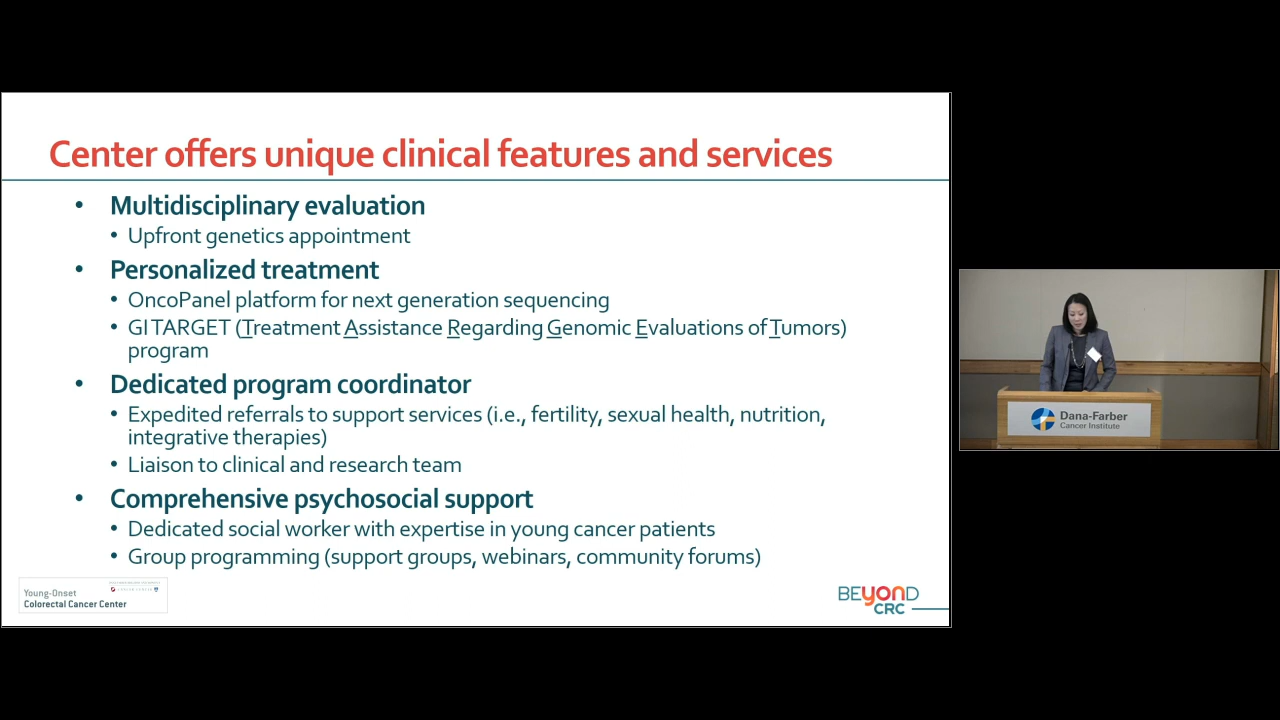 Center offers unique clinical features and services
• Multidisciplinary evaluation
• Upfront genetics appointment
• Personalized treatment
• OncoPanel platform for next generation sequencing
• GI TARGET (Treatment Assistance Regarding Genomic Evaluations of Tumors)
program
• Dedicated program coordinator
• Expedited referrals to support services (i.e., fertility, sexual health, nutrition,
integrative therapies)
• Liaison to clinical and research team
• Comprehensive psychosocial support
• Dedicated social worker with expertise in young cancer patients
• Group programming (support groups, webinars, community forums)
Young-Onset
Colorectal Cancer Center
BEYOND
CRC
Dana-Farber
Cancer Institute